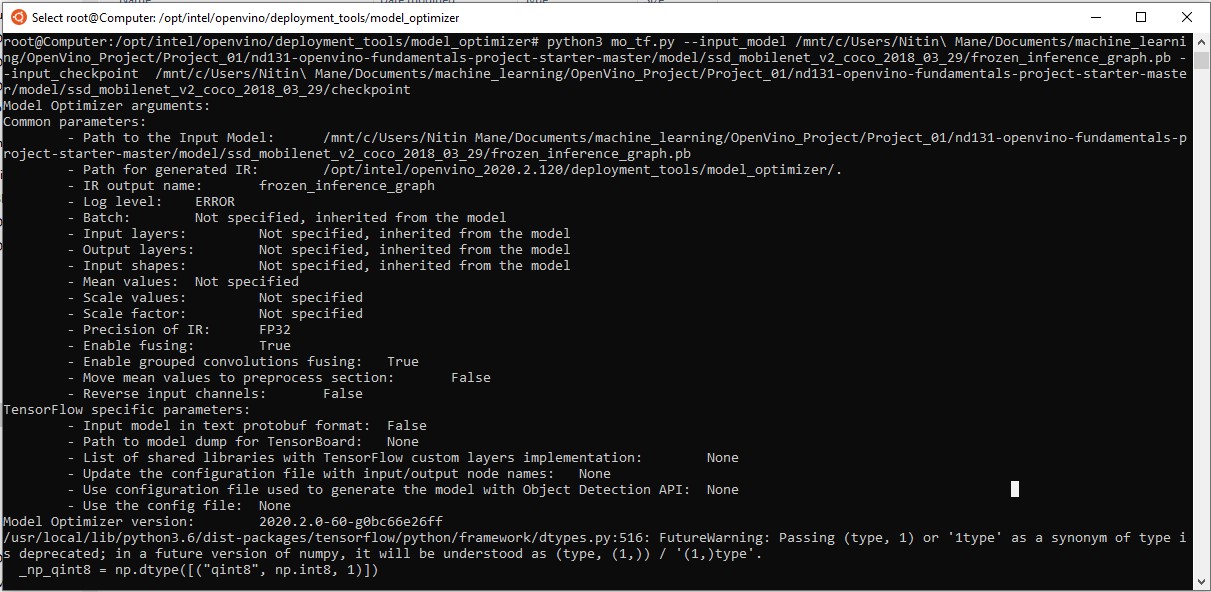 Select root@Computer: /opt/intel/openvino/deployment_tools/model_optimizer
root@Computer:/opt/intel/openvino/deployment_tools/model_optimizer# python3 mo_tf.py --input_model /mnt/c/Users/Nitin\ Mane/Documents/machine_learni
ng/OpenVino_Project/Project_01/nd131-openvino-fundamentals-project-starter-master/model/ssd_mobilenet_v2_coco_2018_03_29/frozen_inference_graph.pb -
-input_checkpoint  /mnt/c/Users/Nitin\ Mane/Documents/machine_learning/OpenVino_Project/Project_01/nd131-openvino-fundamentals-project-starter-maste
r/model/ssd_mobilenet_v2_coco_2018_03_29/checkpoint
Model Optimizer arguments:
Common parameters:
- Path to the Input Model: /mnt/c/Users/Nitin Mane/Documents/machine_learning/OpenVino_Project/Project_01/nd131-openvino-fundamentals-p
roject-starter-master/model/ssd_mobilenet_v2_coco_2018_03_29/frozen_inference_graph.pb
- Path for generated IR: /opt/intel/openvino_2020.2.120/deployment_tools/model_optimizer/.
- IR output name: frozen_inference_graph
- Log level: ERROR
- Batch: Not specified, inherited from the model
- Input layers: Not specified, inherited from the model
- Output layers: Not specified, inherited from the model
- Input shapes: Not specified, inherited from the model
- Mean values: Not specified
- Scale values: Not specified
- Scale factor: Not specified
- Precision of IR: FP32
- Enable fusing: True
- Enable grouped convolutions fusing: True
- Move mean values to preprocess section: False
- Reverse input channels: False
TensorFlow specific parameters:
- Input model in text protobuf format: False
- Path to model dump for TensorBoard: None
- List of shared libraries with TensorFlow custom layers implementation: None
- Update the configuration file with input/output node names: None
- Use configuration file used to generate the model with Object Detection API: None
- Use the config file: None
Model Optimizer version: 2020.2.0-60-g0bc66e26ff
/usr/local/lib/python3.6/dist-packages/tensorflow/python/framework/dtypes.py:516: FutureWarning: Passing (type, 1) or '1type' as a synonym of type i
s deprecated; in a future version of numpy, it will be understood as (type, (1,)) / '(1,)type'.
_np_qint8 = np.dtype([("qint8", np.int8, 1)])